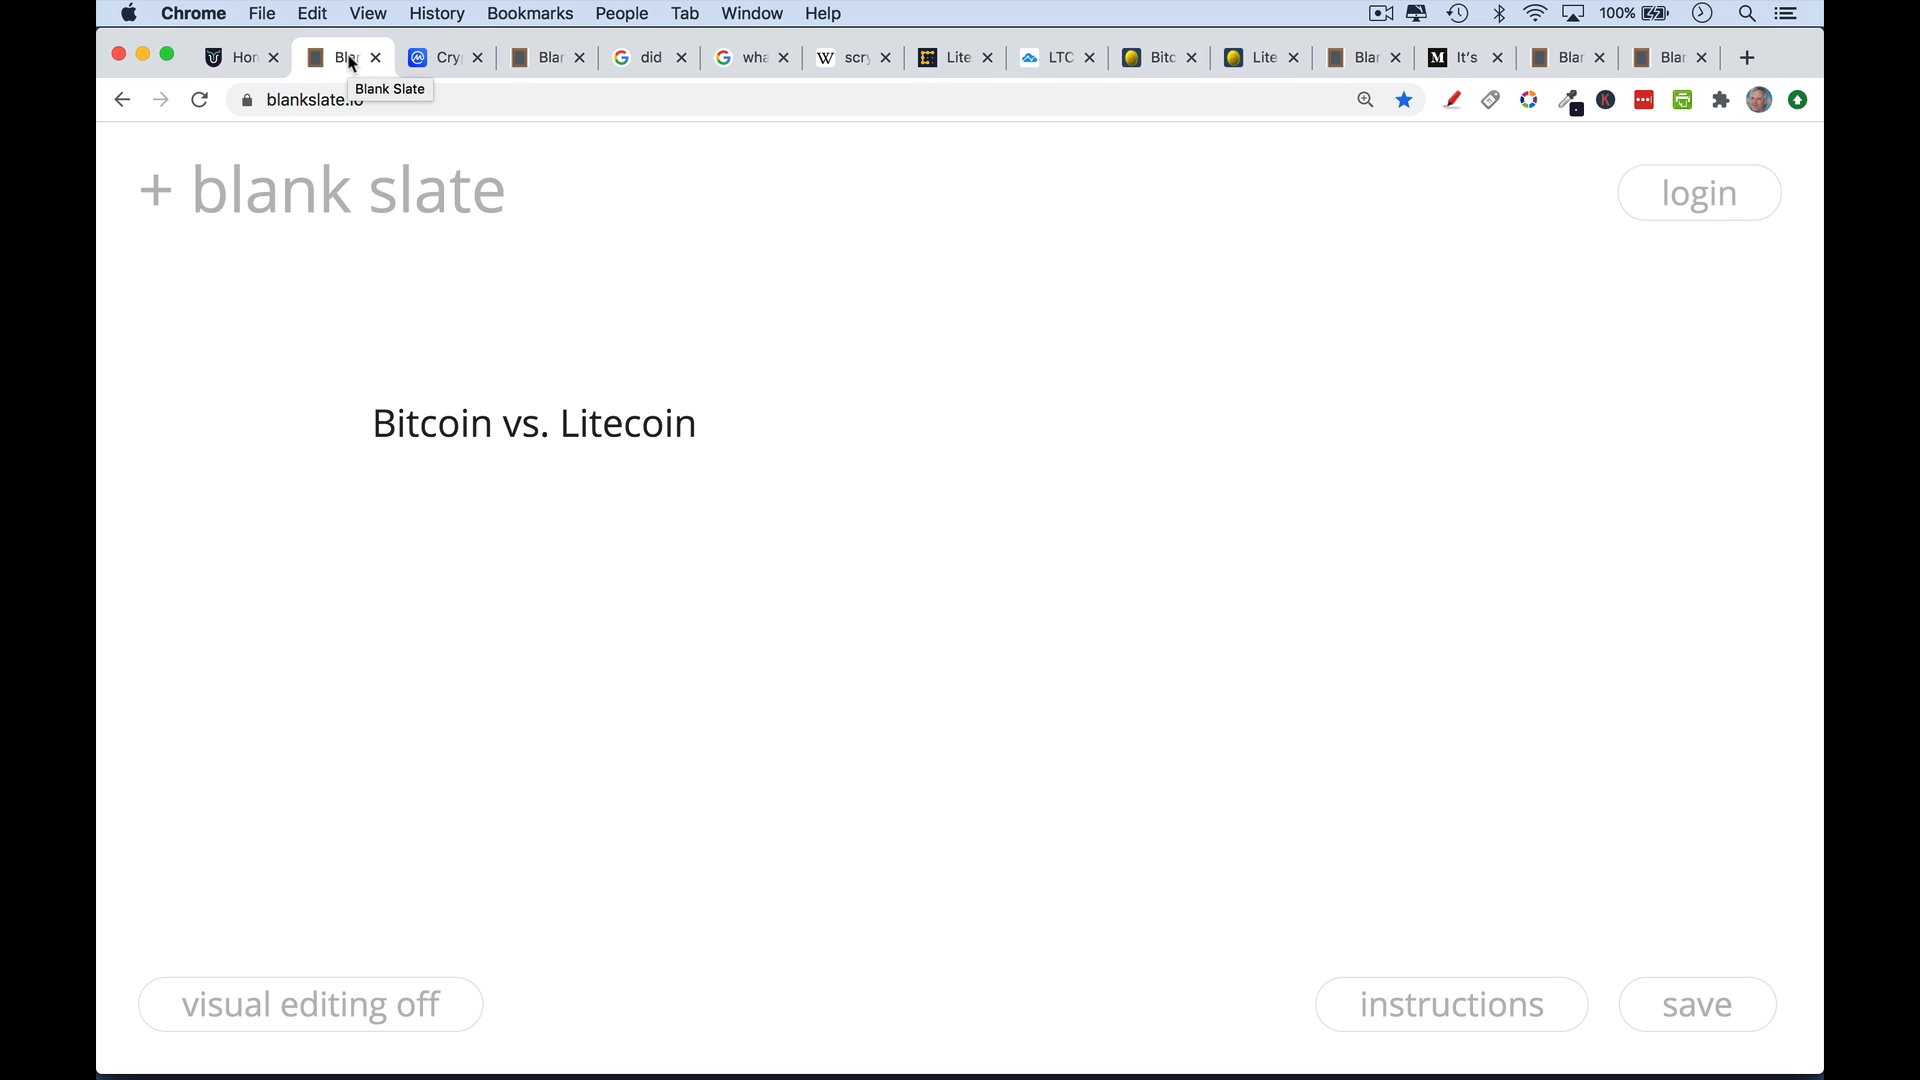 Chrome File Edit View History Bookmarks People Tab Window Help 100%
Hor Blar Cry Blar did wha scry Lite LTC Bitc Lite Blar It's Blar Blar
Blank Slate
blankslate.io
+ blank slate
login
Bitcoin vs. Litecoin
visual editing off
instructions
save